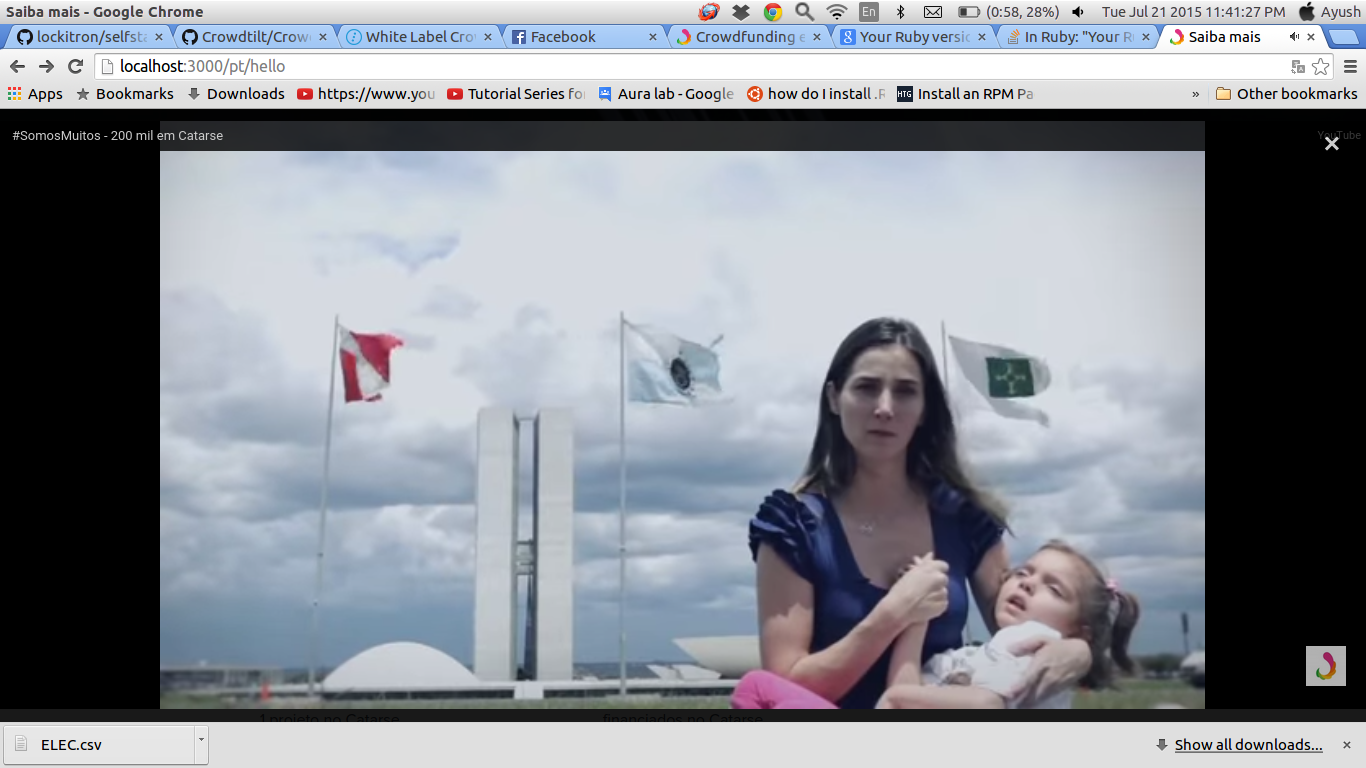 Saiba mais - Google Chrome
En
(0:58, 28%)
Tue Jul 21 2015 11:41:27 PM
Ayush
lockitron/selfsta
Crowdtilt/Crow
White Label Cro
Facebook
Crowdfunding e
Your Ruby versio
In Ruby: "Your R
Saiba mais
localhost:3000/pt/hello
Apps
Bookmarks
Downloads
https://www.you
Tutorial Series fo
Aura lab - Google
how do I install .R
HTG
Install an RPM Pa
»
Other bookmarks
#SomosMuitos - 200 mil em Catarse
YouTube
1 projeto no Catarse
financiados no Catarse
ELEC.csv
Show all downloads...